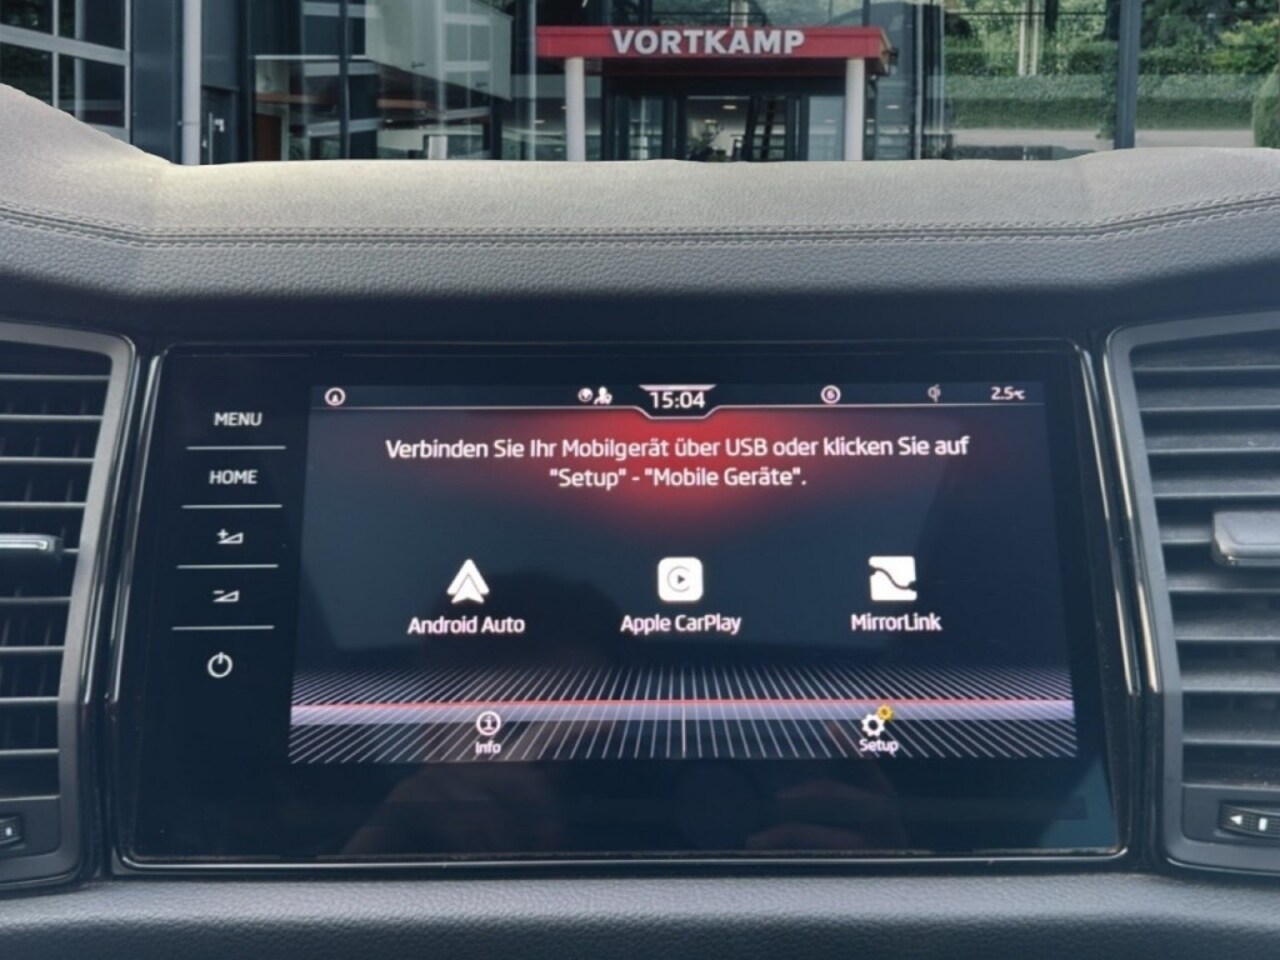 VORTKAMP
15:04
2.5°C
MENU
HOME
Verbinden Sie Ihr Mobilgerät über USB oder klicken Sie auf
"Setup" - "Mobile Geräte".
Android Auto
Apple CarPlay
MirrorLink
Info
Setup